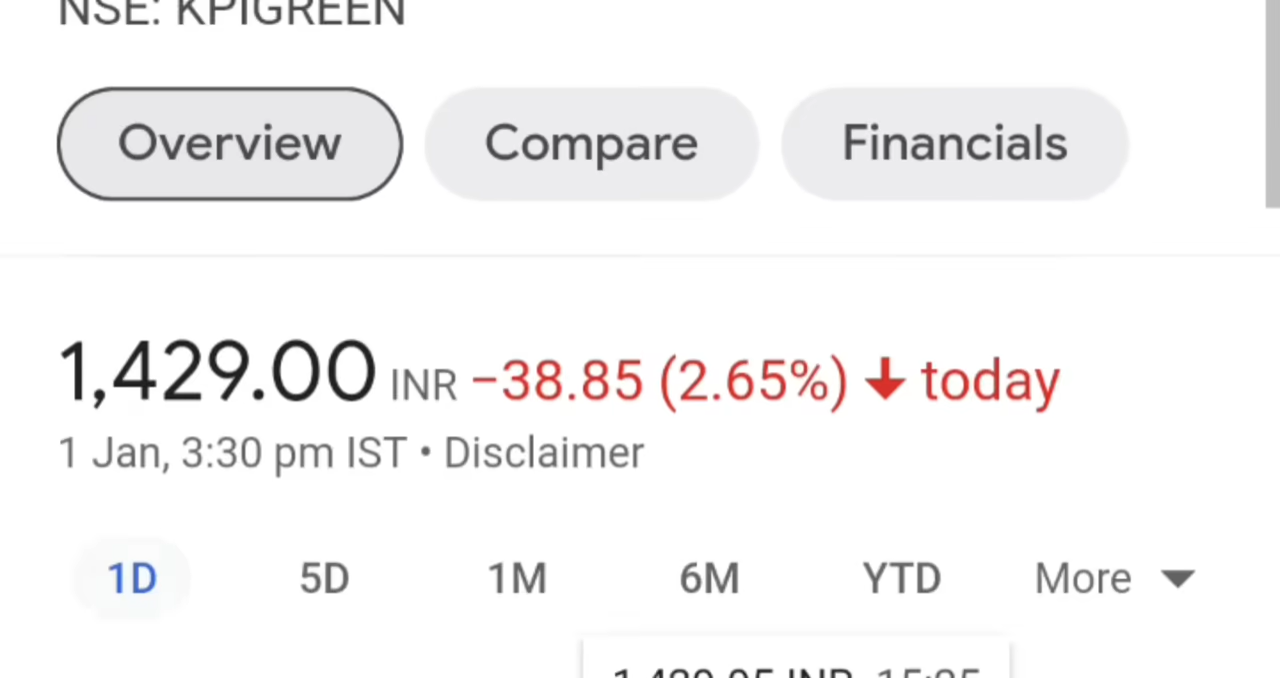 NSE: KPIGREEN
Overview Compare Financials
1,429.00 INR −38.85 (2.65%) ↓ today
1 Jan, 3:30 pm IST • Disclaimer
1D 5D 1M 6M YTD More
INR